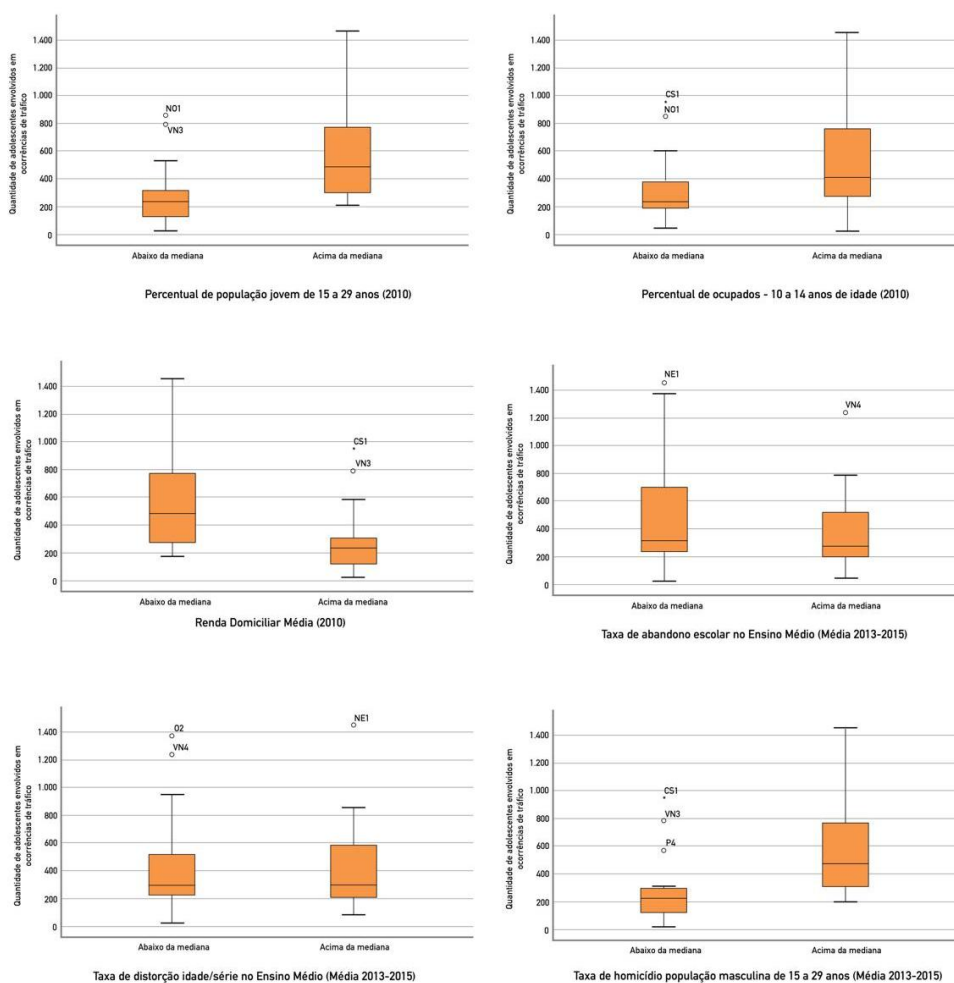 Quantidade de adolescentes envolvidos em
ocorrências de tráfico
1.400
1.200
1.000
800
600
400
200
0
NO1
VN3
Abaixo da mediana
Acima da mediana
Percentual de população jovem de 15 a 29 anos (2010)
Quantidade de adolescentes envolvidos em
ocorrências de tráfico
1.400
1.200
1.000
800
600
400
200
0
CS1
NO1
Abaixo da mediana
Acima da mediana
Percentual de ocupados - 10 a 14 anos de idade (2010)
Quantidade de adolescentes envolvidos em
ocorrências de tráfico
1.400
1.200
1.000
800
600
400
200
0
CS1
VN3
Abaixo da mediana
Acima da mediana
Renda Domiciliar Média (2010)
Quantidade de adolescentes envolvidos em
ocorrências de tráfico
1.400
1.200
1.000
800
600
400
200
0
NE1
VN4
Abaixo da mediana
Acima da mediana
Taxa de abandono escolar no Ensino Médio (Média 2013-2015)
Quantidade de adolescentes envolvidos em
ocorrências de tráfico
1.400
1.200
1.000
800
600
400
200
0
O2
VN4
NE1
Abaixo da mediana
Acima da mediana
Taxa de distorção idade/série no Ensino Médio (Média 2013-2015)
Quantidade de adolescentes envolvidos em
ocorrências de tráfico
1.400
1.200
1.000
800
600
400
200
0
CS1
VN3
P4
Abaixo da mediana
Acima da mediana
Taxa de homicídio população masculina de 15 a 29 anos (Média 2013-2015)